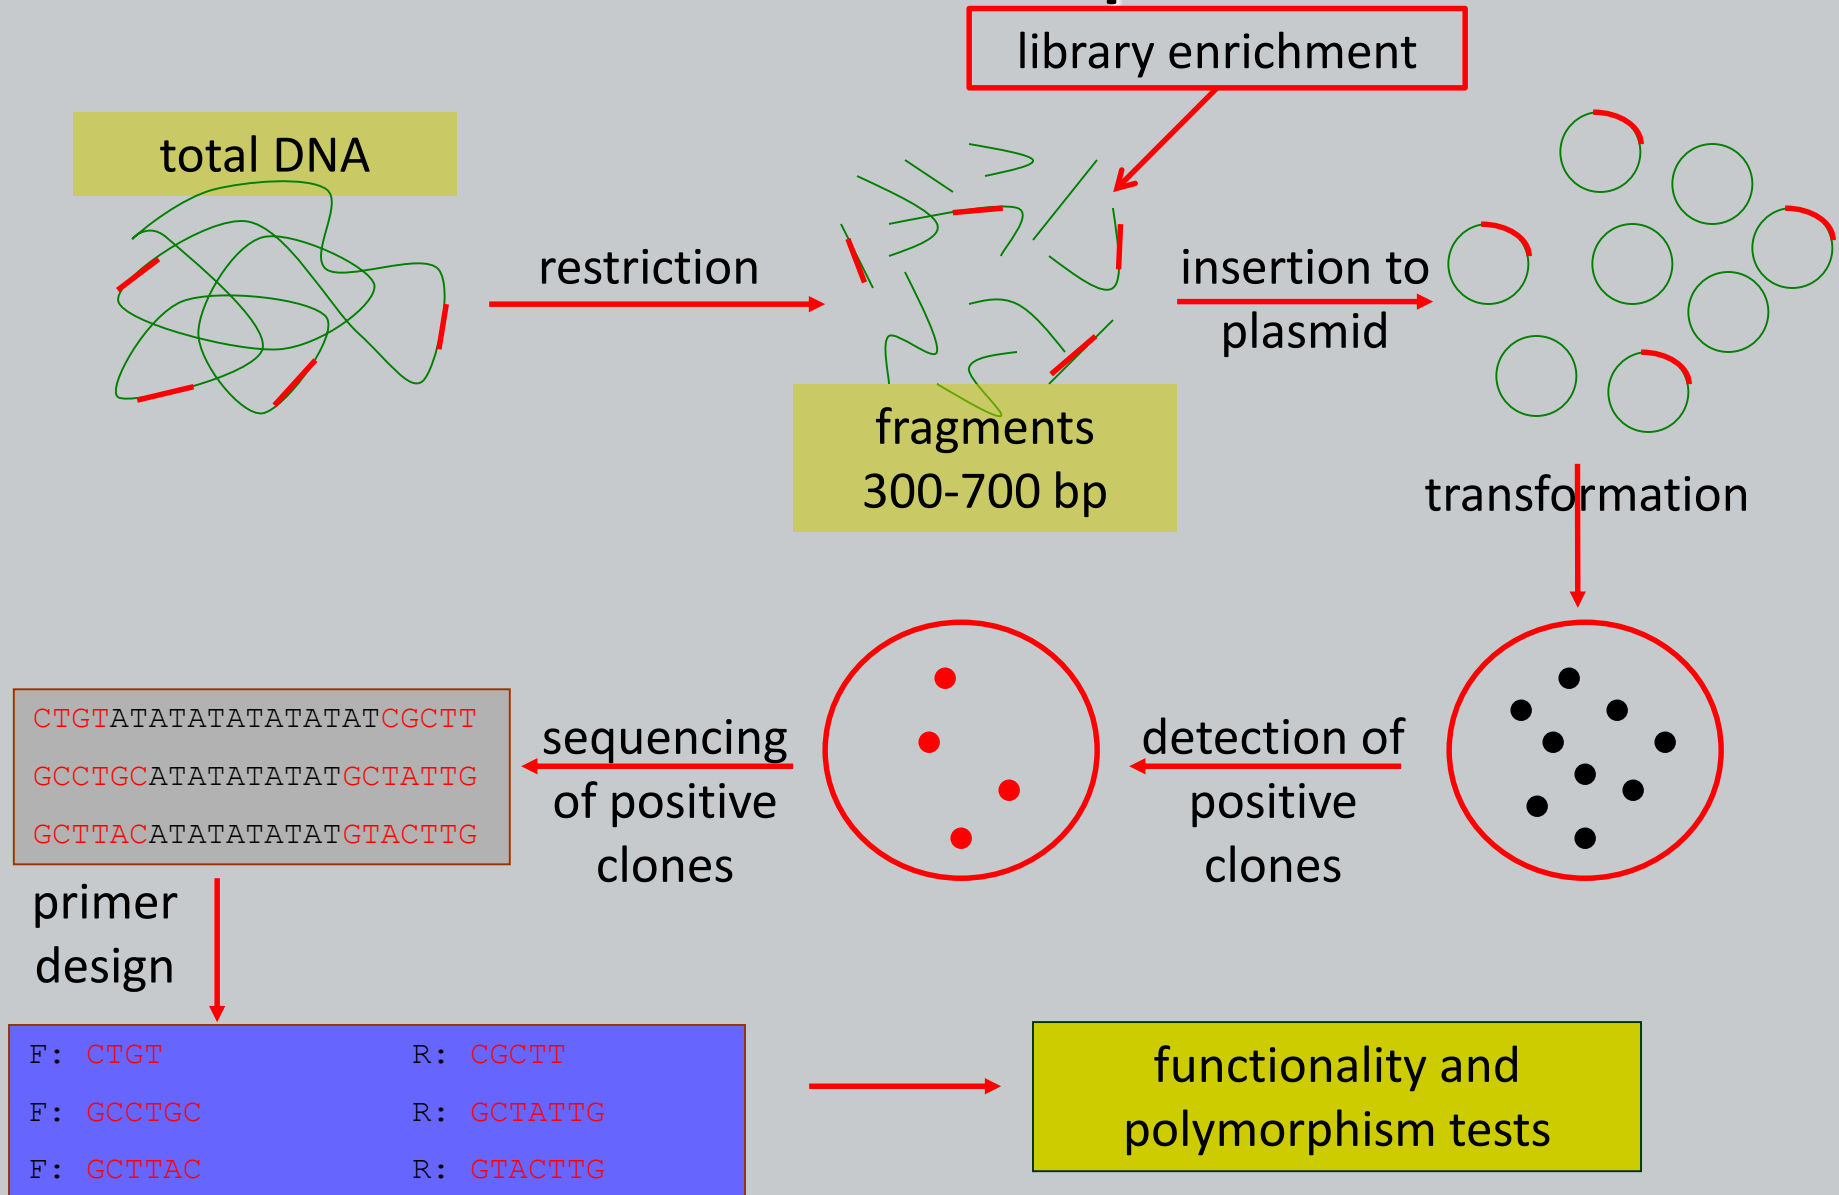 library enrichment
total DNA
restriction
insertion to
plasmid
fragments
300-700 bp
transformation
CTGTATATATATATATATCGCTT
GCCTGCATATATATATGCTATTG
GCTTACATATATATATGTACTTG
sequencing
of positive
clones
detection of
positive
clones
primer
design
F: CTGT R: CGCTT
F: GCCTGC R: GCTATTG
F: GCTTAC R: GTACTTG
functionality and
polymorphism tests